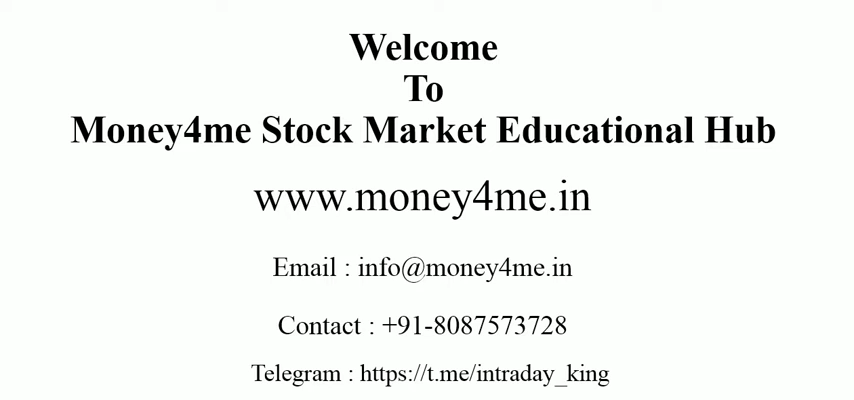 Welcome
To
Money4me Stock Market Educational Hub
www.money4me.in
Email : info@money4me.in
Contact : +91-8087573728
Telegram : https://t.me/intraday_king